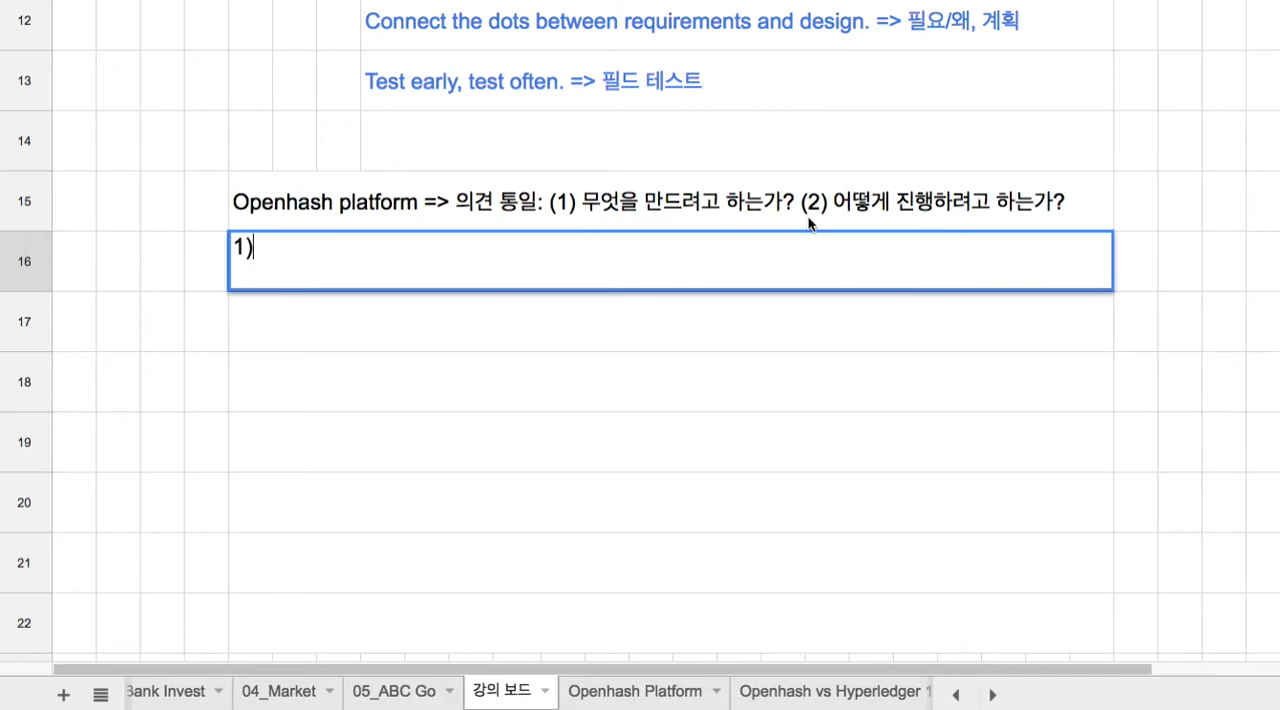 12
Connect the dots between requirements and design. => 필요/왜, 계획
13
Test early, test often. => 필드 테스트
14
15
Openhash platform => 의견 통일: (1) 무엇을 만드려고 하는가? (2) 어떻게 진행하려고 하는가?
16
1)
17
18
19
20
21
22
Bank Invest
04_Market
05_ABC Go
강의 보드
Openhash Platform
Openhash vs Hyperledger 1